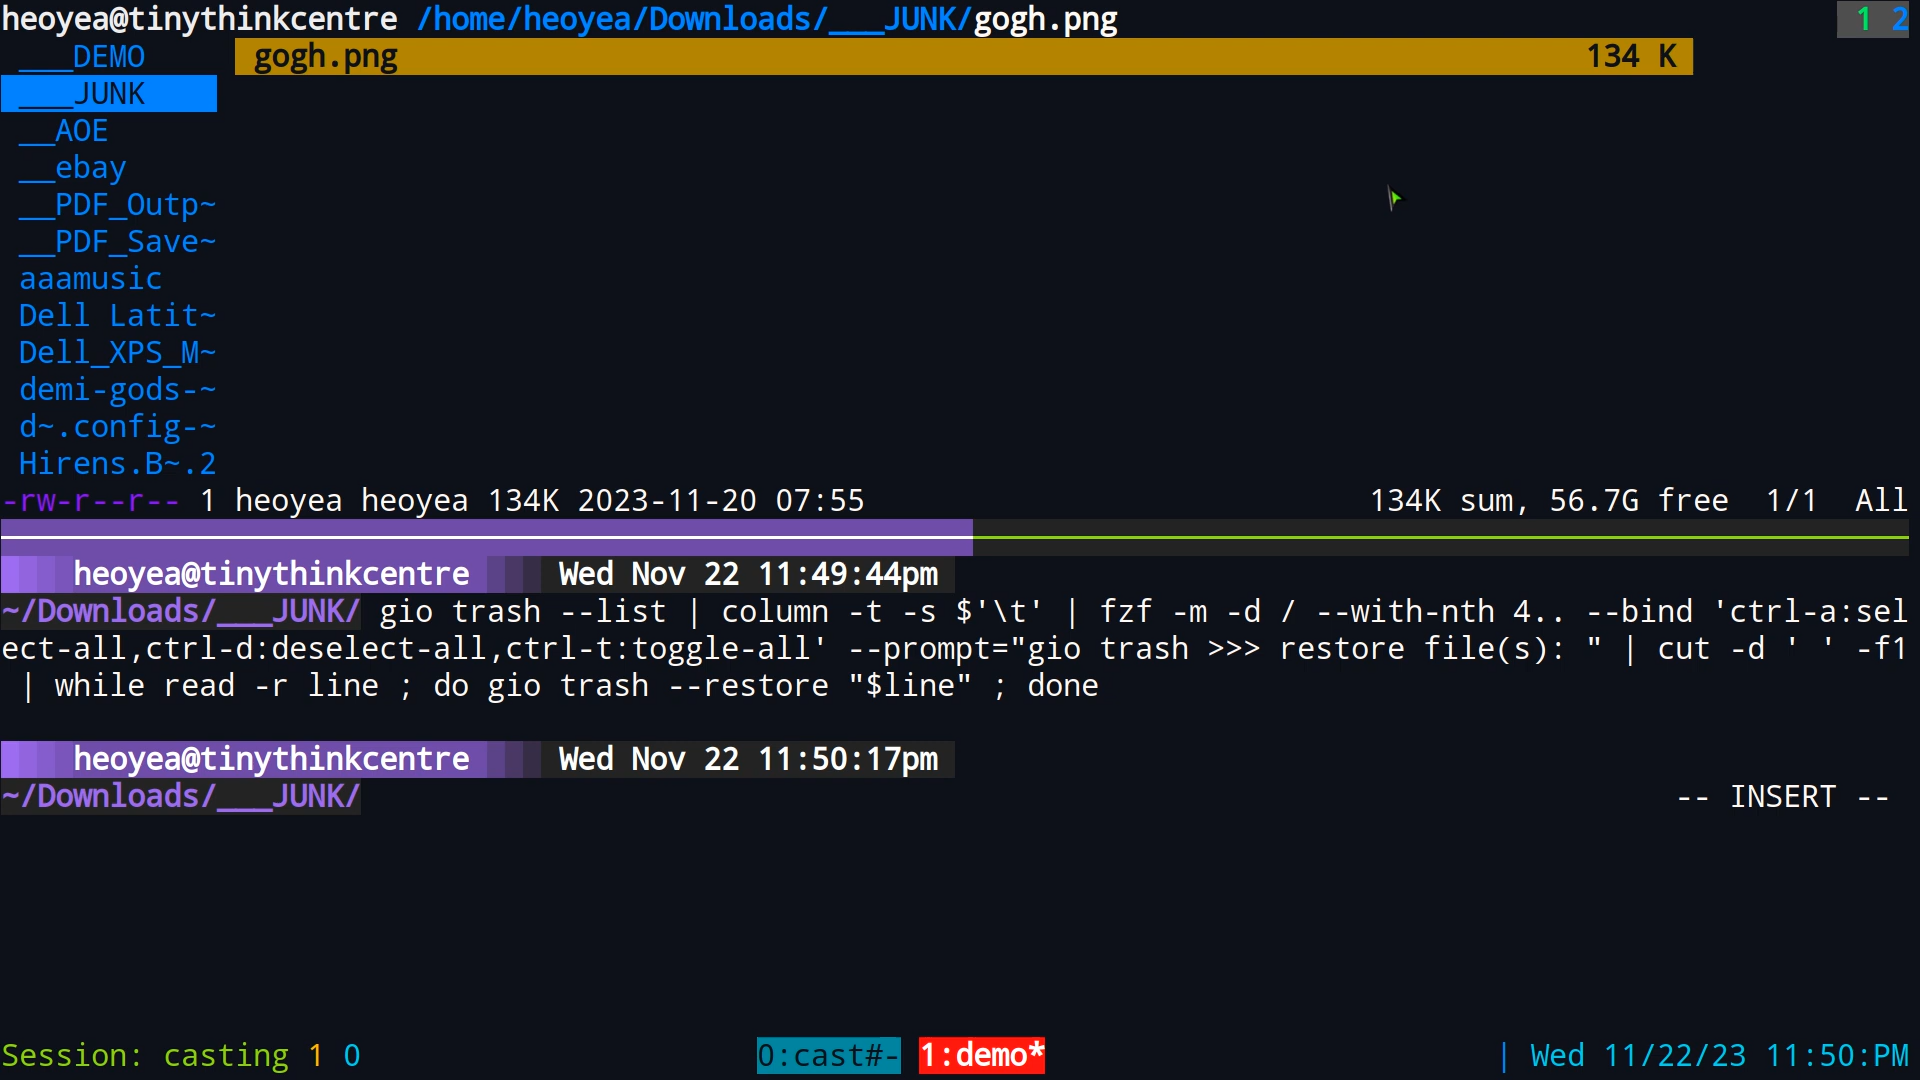 heoyea@tinythinkcentre /home/heoyea/Downloads/___JUNK/gogh.png 1 2
___DEMO gogh.png 134 K
___JUNK
__AOE
__ebay
__PDF_Outp~
__PDF_Save~
aaamusic
Dell Latit~
Dell_XPS_M~
demi-gods-~
d~.config-~
Hirens.B~.2
-rw-r--r-- 1 heoyea heoyea 134K 2023-11-20 07:55 134K sum, 56.7G free 1/1 All
heoyea@tinythinkcentre Wed Nov 22 11:49:44pm
~/Downloads/___JUNK/ gio trash --list | column -t -s $'\t' | fzf -m -d / --with-nth 4.. --bind 'ctrl-a:sel
ect-all,ctrl-d:deselect-all,ctrl-t:toggle-all' --prompt="gio trash >>> restore file(s): " | cut -d ' ' -f1
| while read -r line ; do gio trash --restore "$line" ; done
heoyea@tinythinkcentre Wed Nov 22 11:50:17pm
~/Downloads/___JUNK/ -- INSERT --
Session: casting 1 0 0:cast#- 1:demo* | Wed 11/22/23 11:50:PM